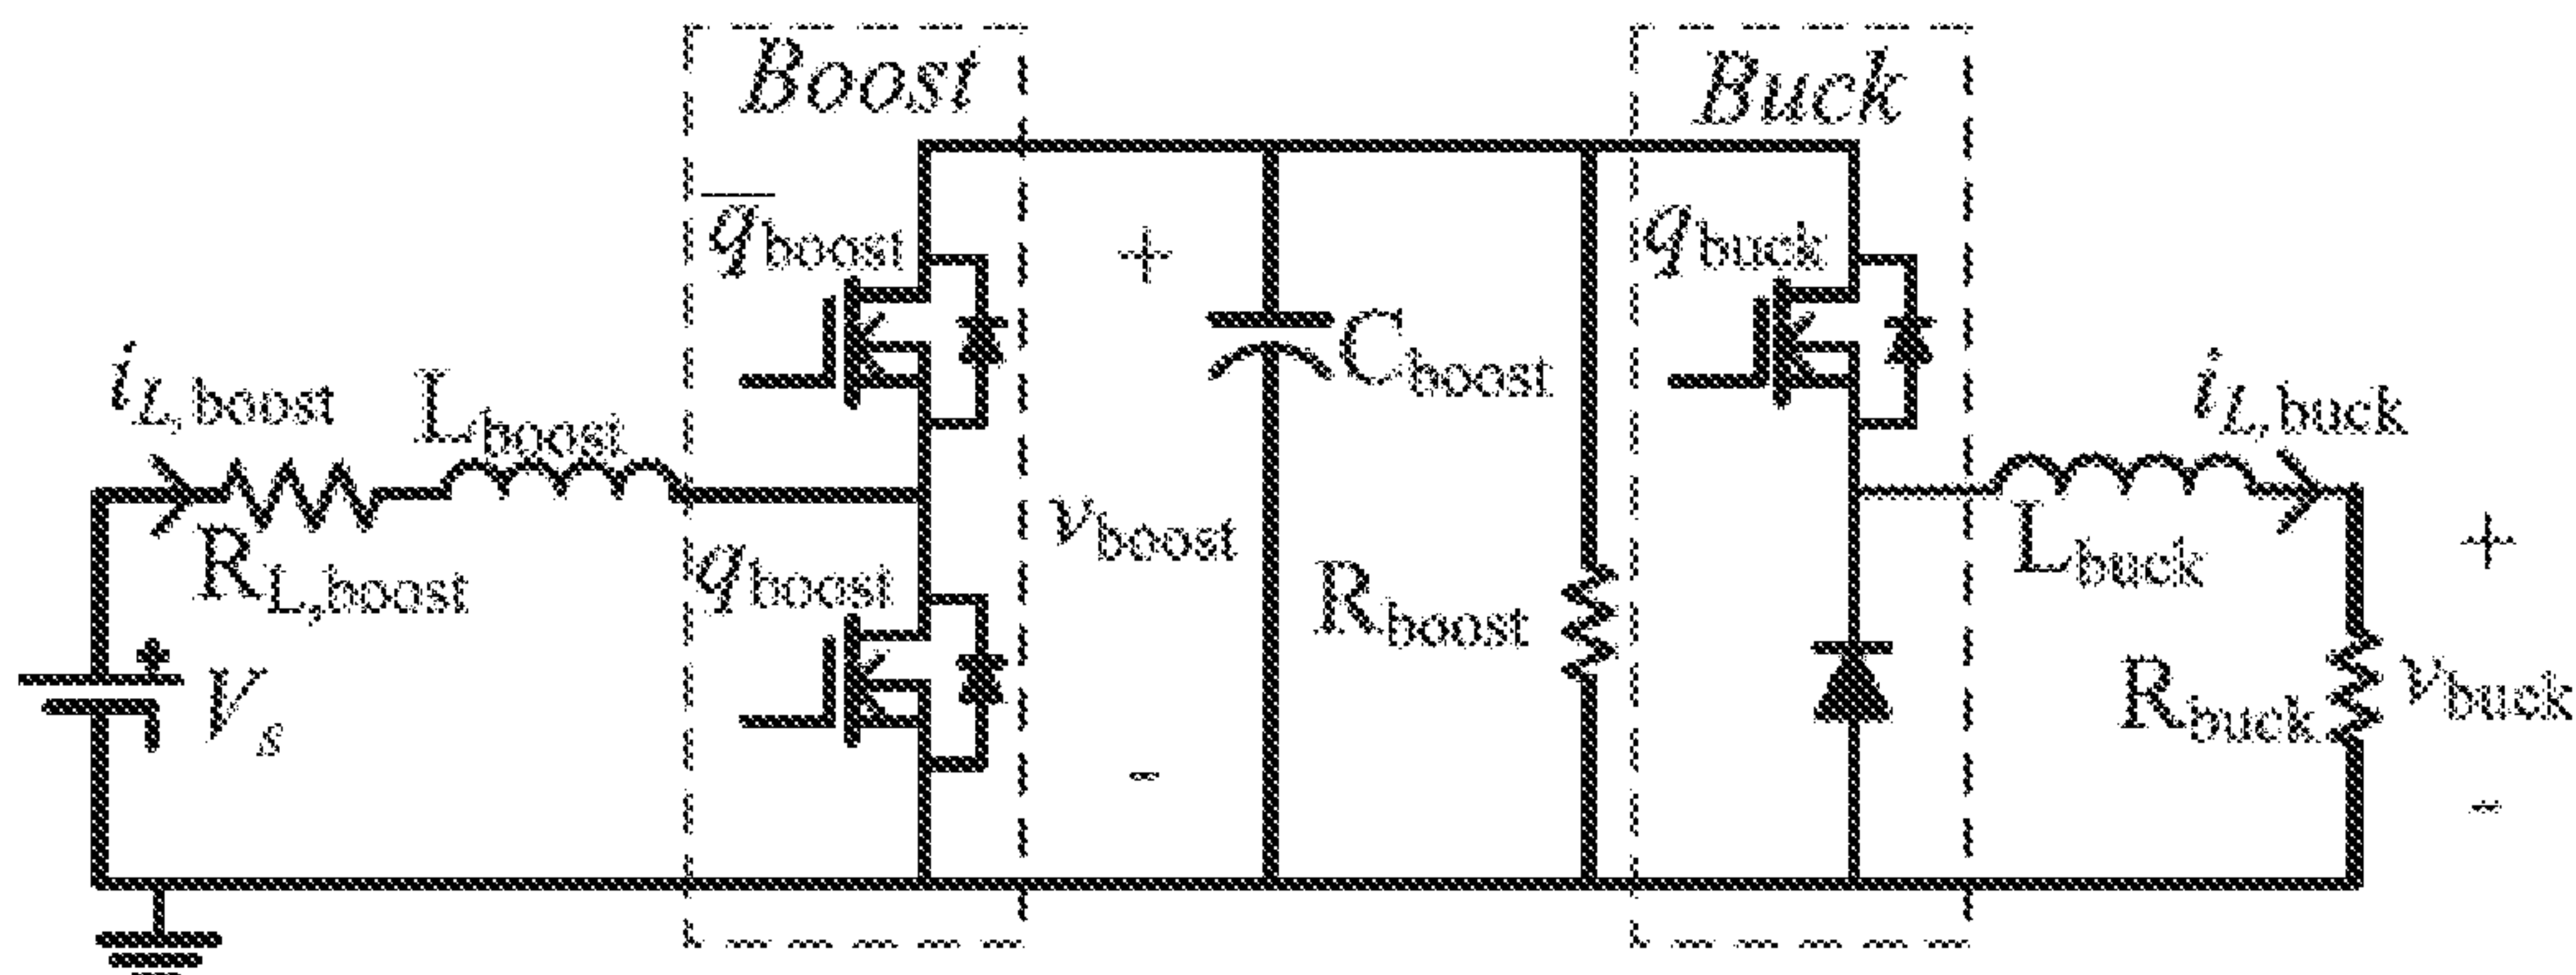 Boost
Buck
q̅boost
qbuck
+
Cboost
iL,boost
Lboost
iL,buck
vboost
Lbuck
+
RL,boost
qboost
Rboost
Vs
Rbuck
vbuck
-
-